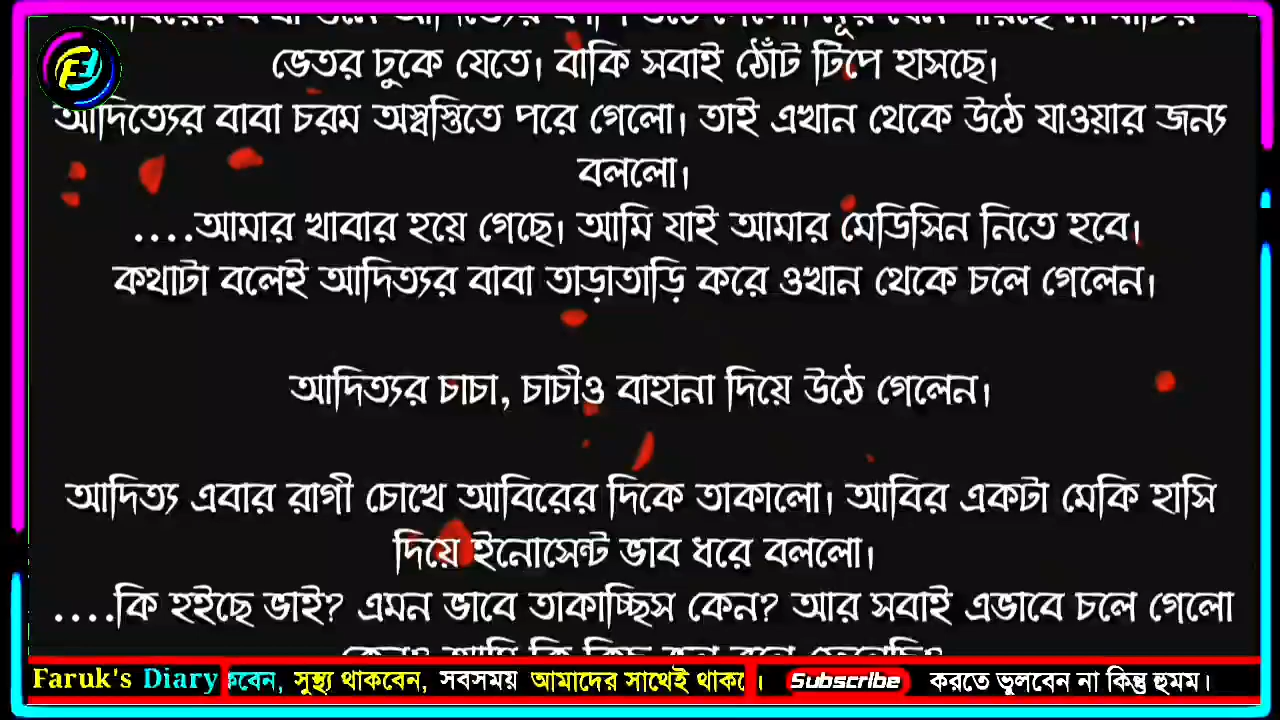 ভেতর ঢুকে যেতে। বাকি সবাই ঠোঁট টিপে হাসছে।
আদিত্যের বাবা চরম অস্বস্তিতে পরে গেলো। তাই এখান থেকে উঠে যাওয়ার জন্য
বললো।
....আমার খাবার হয়ে গেছে। আমি যাই আমার মেডিসিন নিতে হবে।
কথাটা বলেই আদিত্যর বাবা তাড়াতাড়ি করে ওখান থেকে চলে গেলেন।
আদিত্যর চাচা, চাচীও বাহানা দিয়ে উঠে গেলেন।
আদিত্য এবার রাগী চোখে আবিরের দিকে তাকালো। আবির একটা মেকি হাসি
দিয়ে ইনোসেন্ট ভাব ধরে বললো।
....কি হইছে ভাই? এমন ভাবে তাকাচ্ছিস কেন? আর সবাই এভাবে চলে গেলো
Faruk's Diary সুস্থ্য থাকবেন, সবসময় আমাদের সাথেই Subscribe করতে ভুলবেন না কিন্তু হুমম।